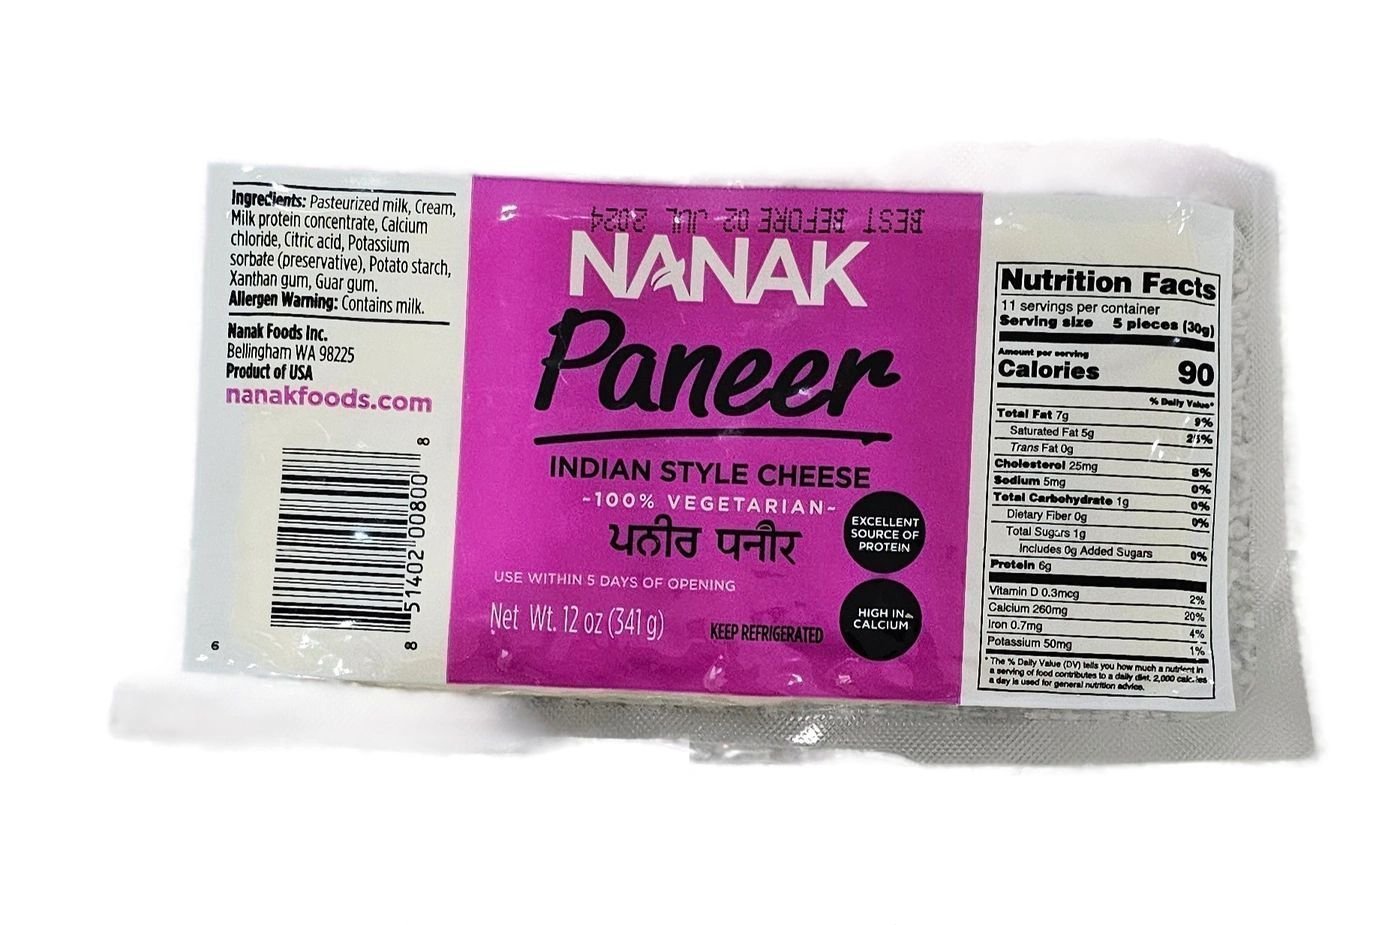 Ingredients: Pasteurized milk, Cream,
Milk protein concentrate, Calcium
chloride, Citric acid, Potassium
sorbate (preservative), Potato starch,
Xanthan gum, Guar gum.
Allergen Warning: Contains milk.
Nanak Foods Inc.
Bellingham WA 98225
Product of USA
nanakfoods.com
8 51402 00800 8
6
BEST BEFORE 02 JUL 2024
NANAK
Paneer
INDIAN STYLE CHEESE
~100% VEGETARIAN~
ਪਨੀਰ पनीर
EXCELLENT
SOURCE OF
PROTEIN
USE WITHIN 5 DAYS OF OPENING
Net Wt. 12 oz (341 g)
KEEP REFRIGERATED
HIGH IN
CALCIUM
Nutrition Facts
11 servings per container
Serving size 5 pieces (30g)
Amount per serving
Calories 90
% Daily Value*
Total Fat 7g 9%
Saturated Fat 5g 25%
Trans Fat 0g
Cholesterol 25mg 8%
Sodium 5mg 0%
Total Carbohydrate 1g 0%
Dietary Fiber 0g 0%
Total Sugars 1g
Includes 0g Added Sugars 0%
Protein 6g
Vitamin D 0.3mcg 2%
Calcium 260mg 20%
Iron 0.7mg 4%
Potassium 50mg 1%
* The % Daily Value (DV) tells you how much a nutrient in
a serving of food contributes to a daily diet. 2,000 calories
a day is used for general nutrition advice.